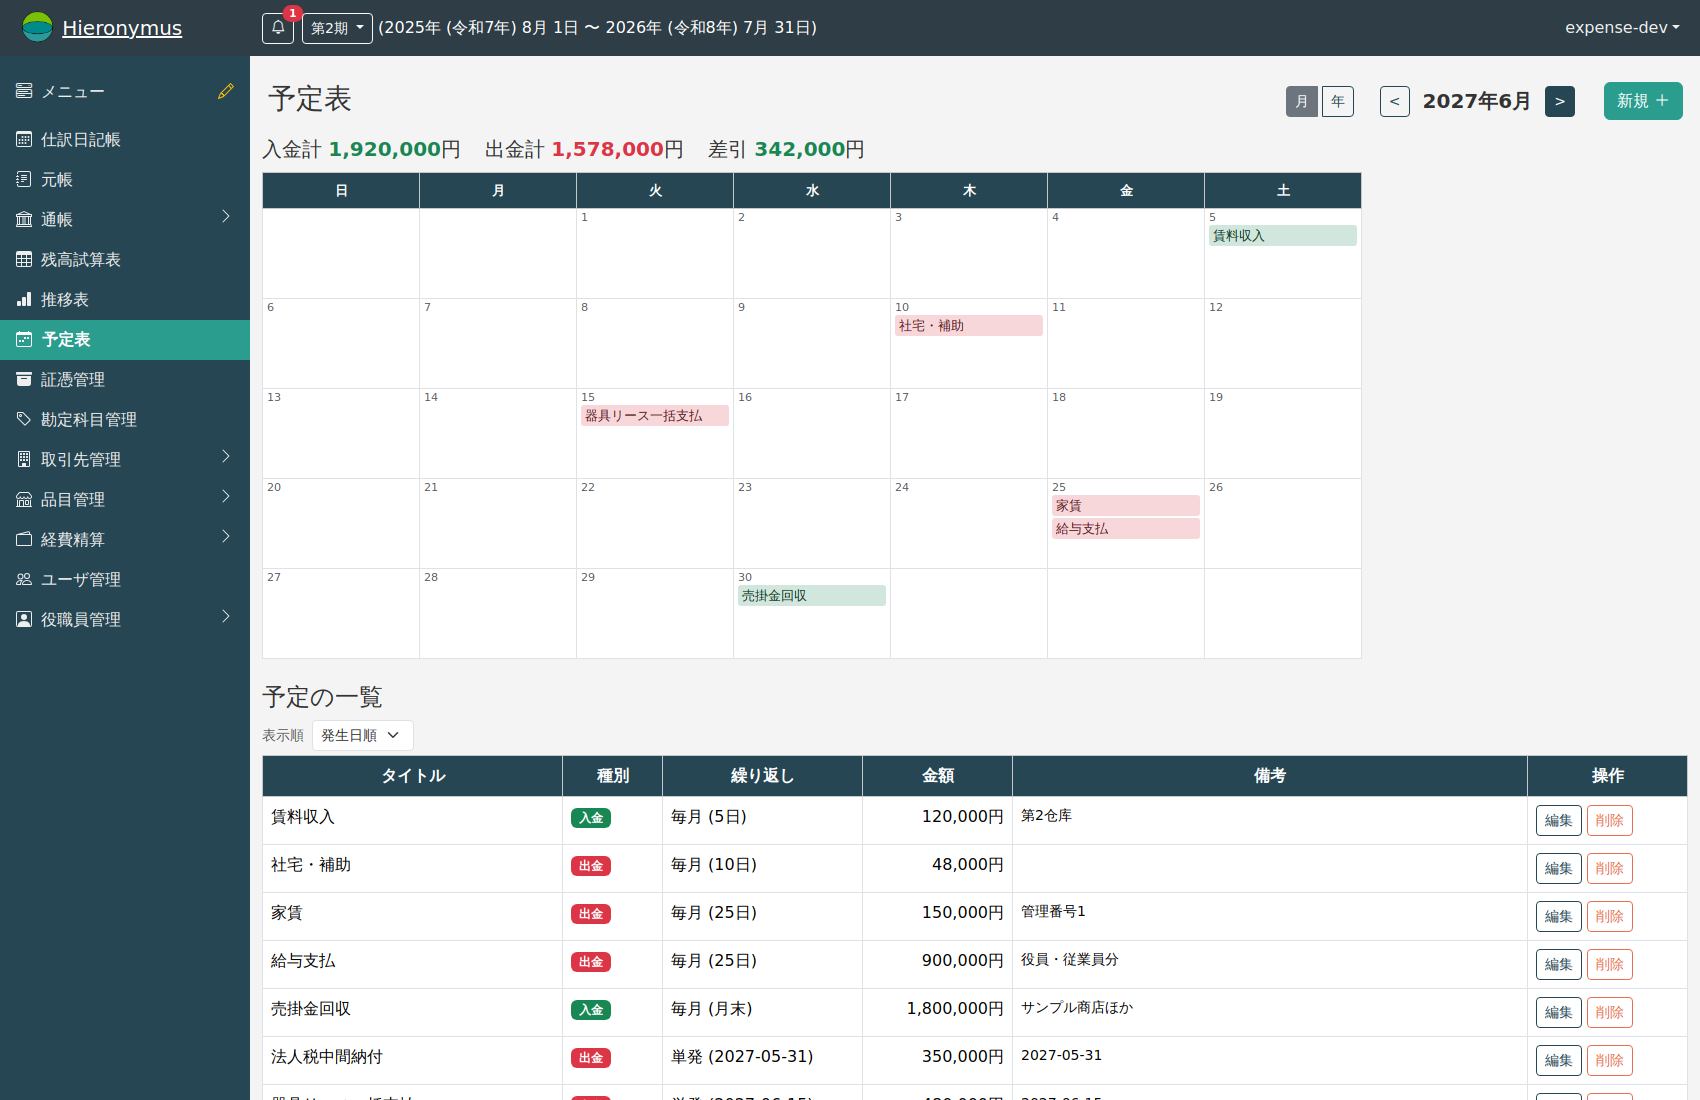 Hieronymus
1
第2期
(2025年 (令和7年) 8月 1日 〜 2026年 (令和8年) 7月 31日)
expense-dev
メニュー
仕訳日記帳
元帳
通帳
残高試算表
推移表
予定表
証憑管理
勘定科目管理
取引先管理
品目管理
経費精算
ユーザ管理
役職員管理
予定表
月 年 < 2027年6月 > 新規 +
入金計 1,920,000円 出金計 1,578,000円 差引 342,000円
日 月 火 水 木 金 土
1 2 3 4 5
賃料収入
6 7 8 9 10 11 12
社宅・補助
13 14 15 16 17 18 19
器具リース一括支払
20 21 22 23 24 25 26
家賃
給与支払
27 28 29 30
売掛金回収
予定の一覧
表示順 発生日順
タイトル 種別 繰り返し 金額 備考 操作
賃料収入 入金 毎月 (5日) 120,000円 第2仓库 編集 削除
社宅・補助 出金 毎月 (10日) 48,000円 編集 削除
家賃 出金 毎月 (25日) 150,000円 管理番号1 編集 削除
給与支払 出金 毎月 (25日) 900,000円 役員・従業員分 編集 削除
売掛金回収 入金 毎月 (月末) 1,800,000円 サンプル商店ほか 編集 削除
法人税中間納付 出金 単発 (2027-05-31) 350,000円 2027-05-31 編集 削除